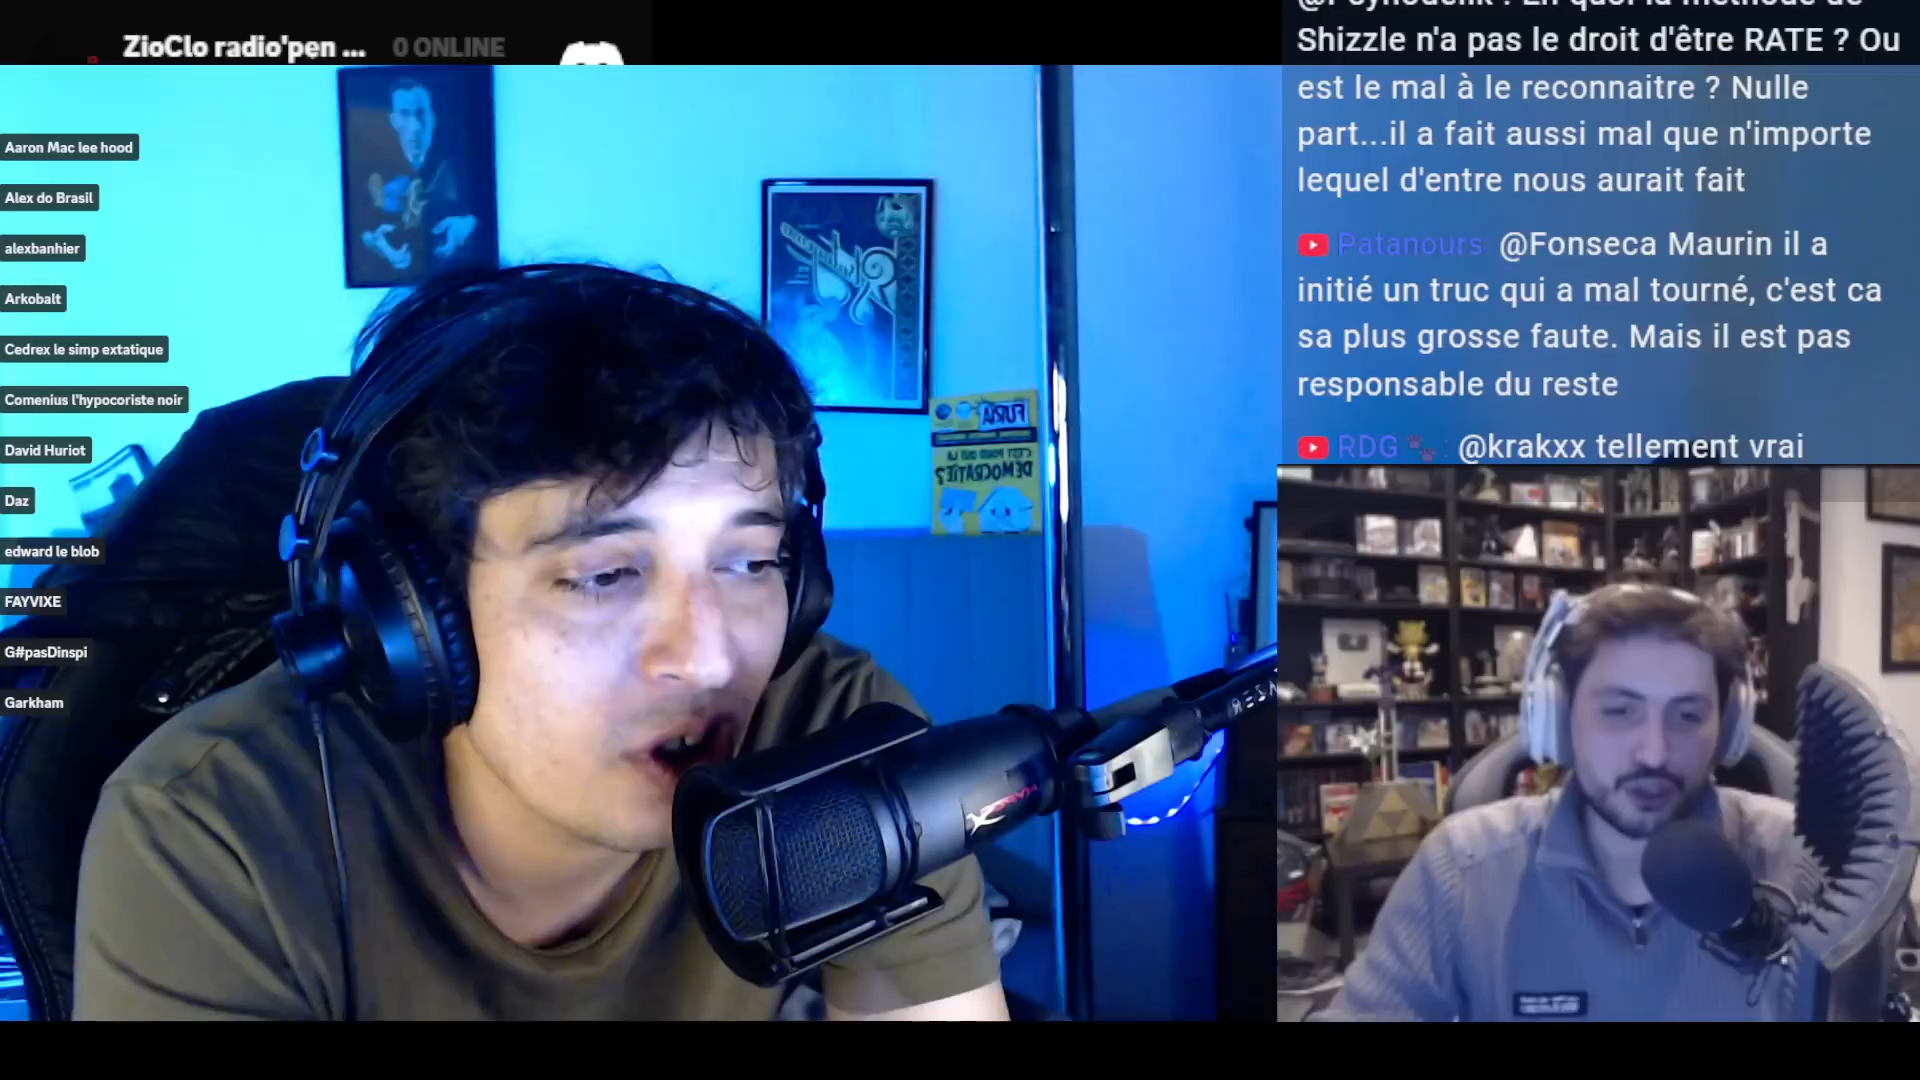 ZioClo radio'pen ... 0 ONLINE
Aaron Mac lee hood
Alex do Brasil
alexbanhier
Arkobalt
Cedrex le simp extatique
Comenius l'hypocoriste noir
David Huriot
Daz
edward le blob
FAYVIXE
G#pasDinspi
Garkham
FURIA
DÉMOCRATIE?
Shizzle n'a pas le droit d'être RATE ? Ou
est le mal à le reconnaitre ? Nulle
part...il a fait aussi mal que n'importe
lequel d'entre nous aurait fait
Patanours: @Fonseca Maurin il a
initié un truc qui a mal tourné, c'est ca
sa plus grosse faute. Mais il est pas
responsable du reste
RDG 🐾: @krakxx tellement vrai